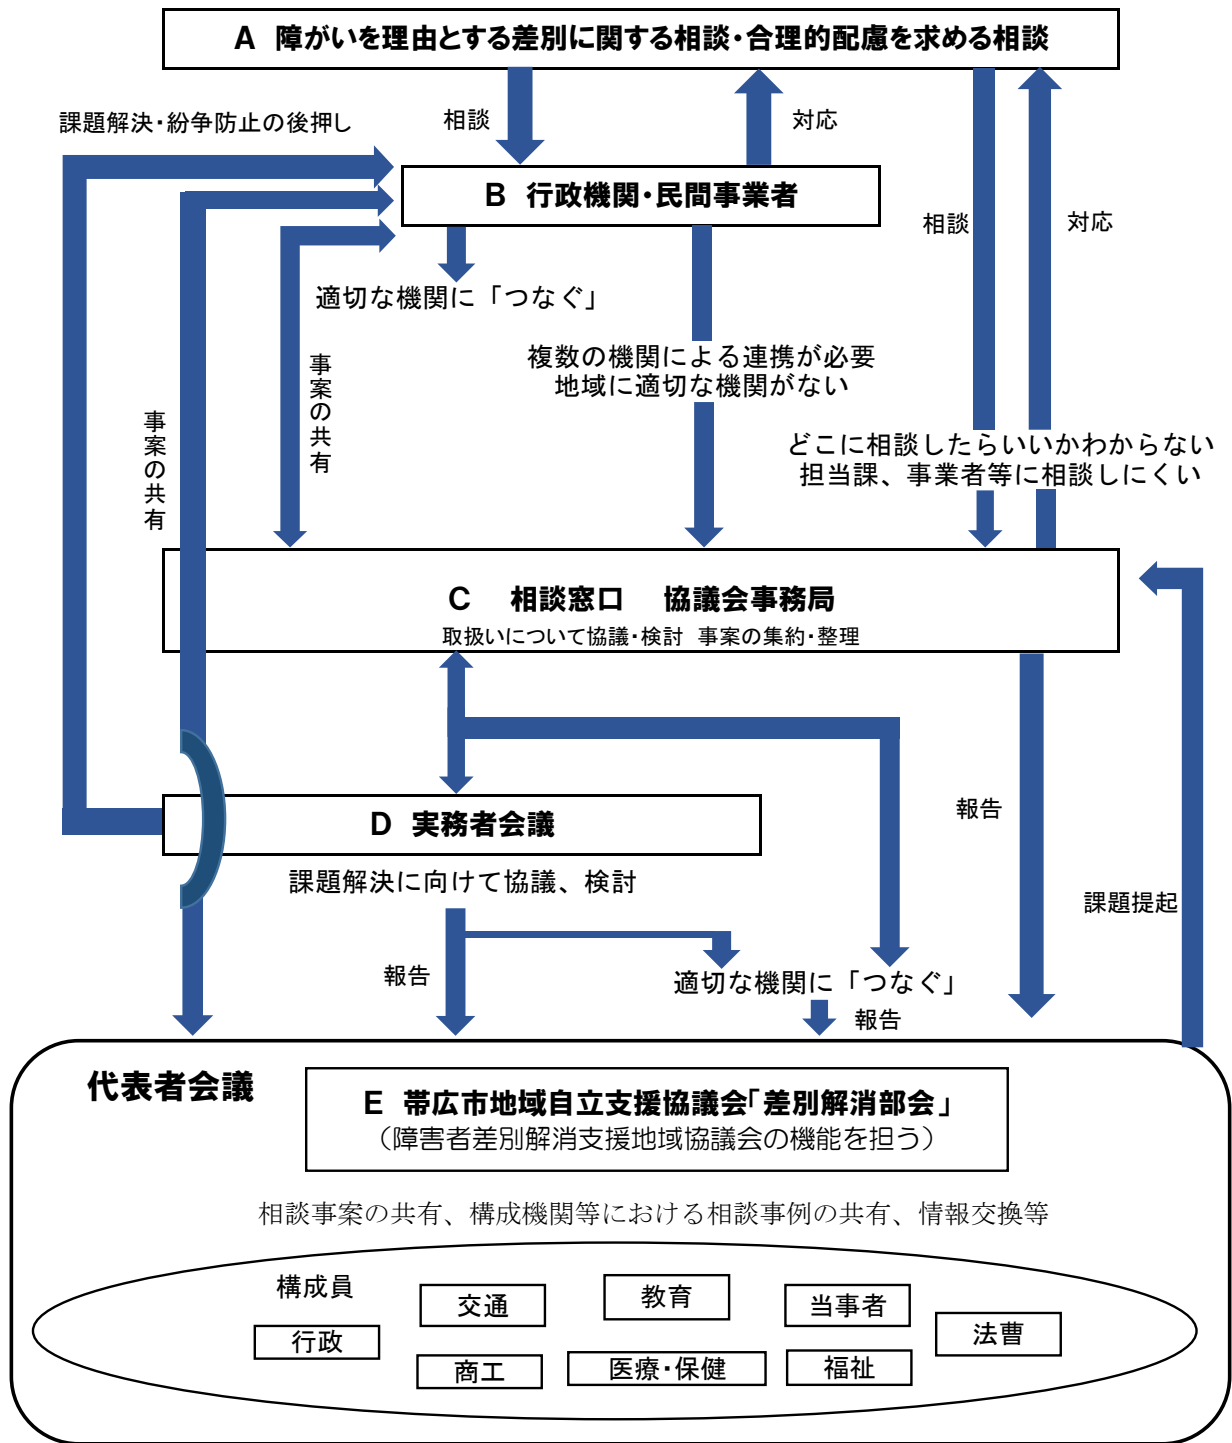 A 障がいを理由とする差別に関する相談・合理的配慮を求める相談
課題解決・紛争防止の後押し
相談
対応
B 行政機関・民間事業者
相談
対応
適切な機関に「つなぐ」
事案の共有
事案の共有
複数の機関による連携が必要
地域に適切な機関がない
どこに相談したらいいかわからない
担当課、事業者等に相談しにくい
C 相談窓口 協議会事務局
取扱いについて協議・検討 事案の集約・整理
D 実務者会議
課題解決に向けて協議、検討
報告
課題提起
報告
適切な機関に「つなぐ」
報告
代表者会議
E 帯広市地域自立支援協議会「差別解消部会」
（障害者差別解消支援地域協議会の機能を担う）
相談事案の共有、構成機関等における相談事例の共有、情報交換等
構成員
交通
教育
当事者
行政
法曹
商工
医療・保健
福祉